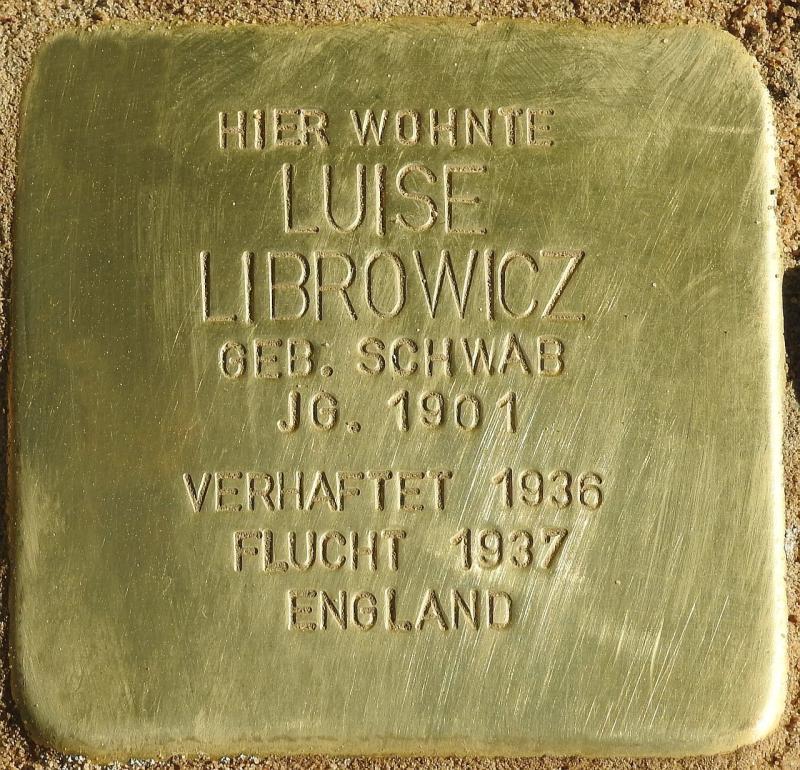 HIER WOHNTE
LUISE
LIBROWICZ
GEB. SCHWAB
JG. 1901
VERHAFTET 1936
FLUCHT 1937
ENGLAND